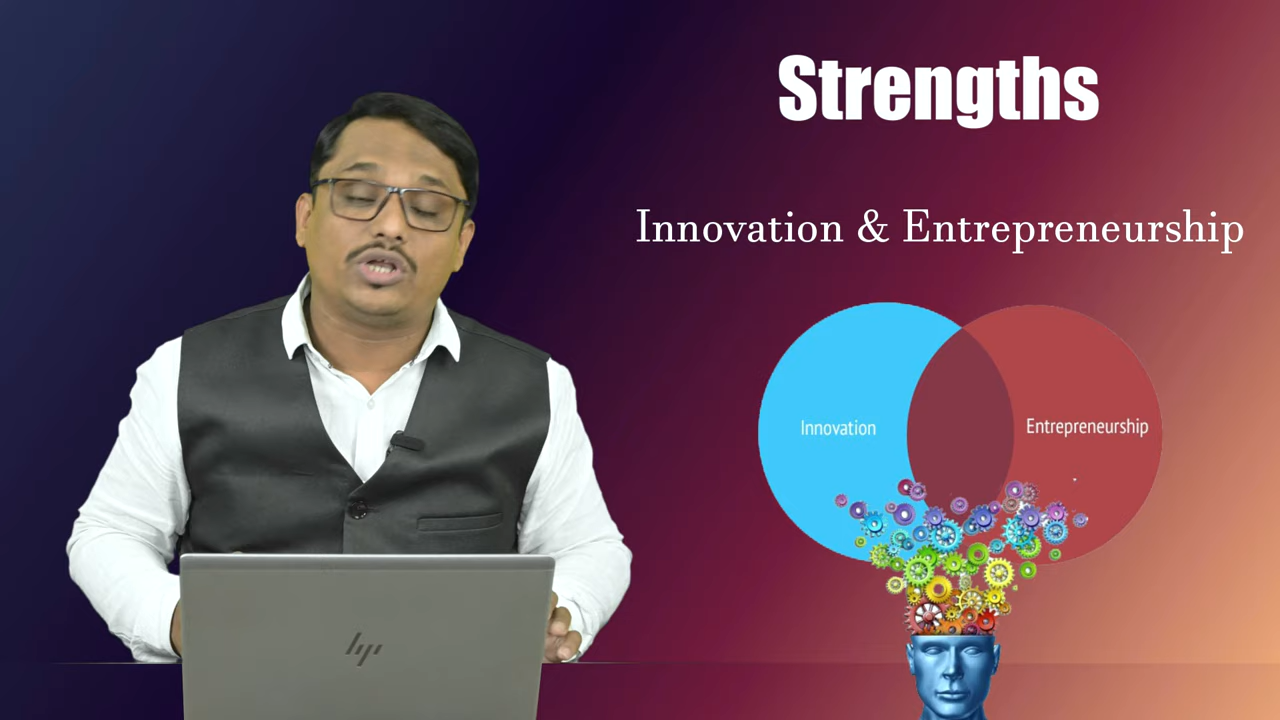 Strengths
Innovation & Entrepreneurship
Innovation
Entrepreneurship
hp